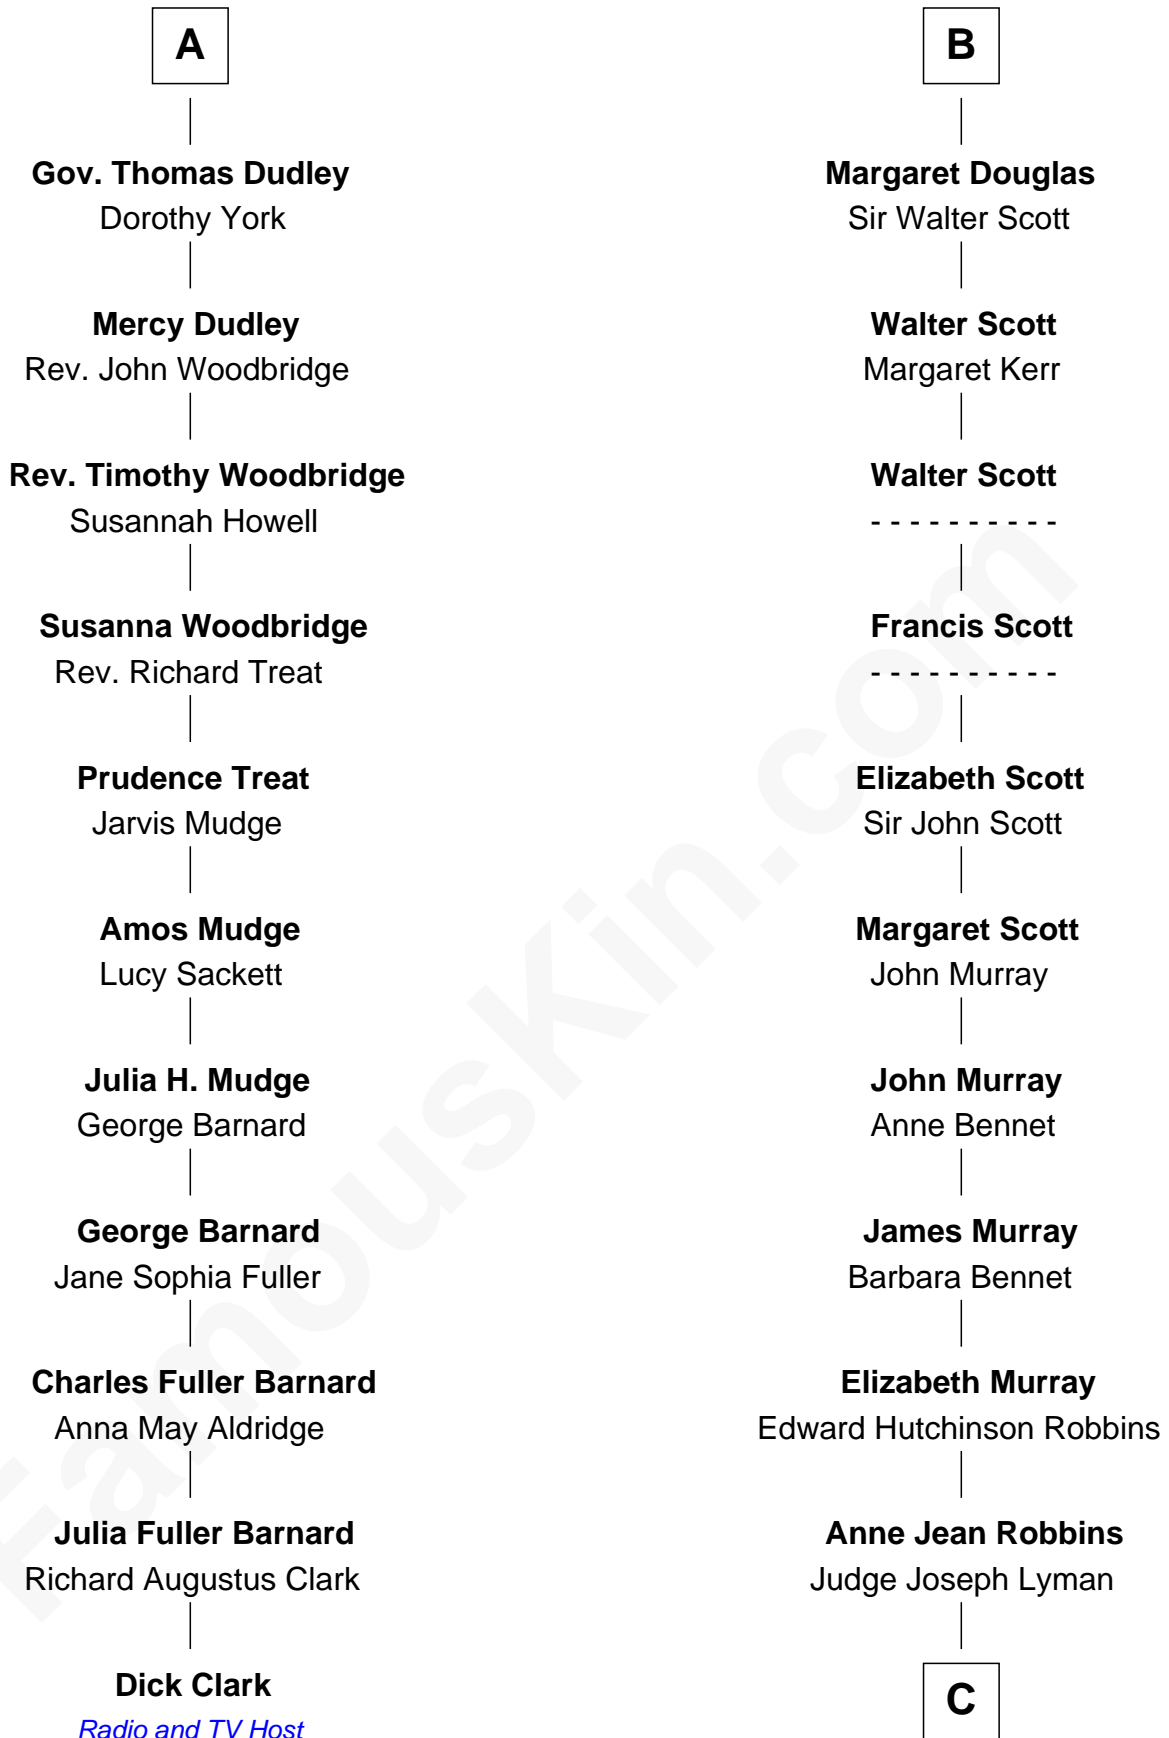 A
Gov. Thomas Dudley
Dorothy York
Mercy Dudley
Rev. John Woodbridge
Rev. Timothy Woodbridge
Susannah Howell
Susanna Woodbridge
Rev. Richard Treat
Prudence Treat
Jarvis Mudge
Amos Mudge
Lucy Sackett
Julia H. Mudge
George Barnard
George Barnard
Jane Sophia Fuller
Charles Fuller Barnard
Anna May Aldridge
Julia Fuller Barnard
Richard Augustus Clark
Dick Clark
Radio and TV Host
B
Margaret Douglas
Sir Walter Scott
Walter Scott
Margaret Kerr
Walter Scott
- - - - - - - - - -
Francis Scott
- - - - - - - - - -
Elizabeth Scott
Sir John Scott
Margaret Scott
John Murray
John Murray
Anne Bennet
James Murray
Barbara Bennet
Elizabeth Murray
Edward Hutchinson Robbins
Anne Jean Robbins
Judge Joseph Lyman
C
FamousKin.com